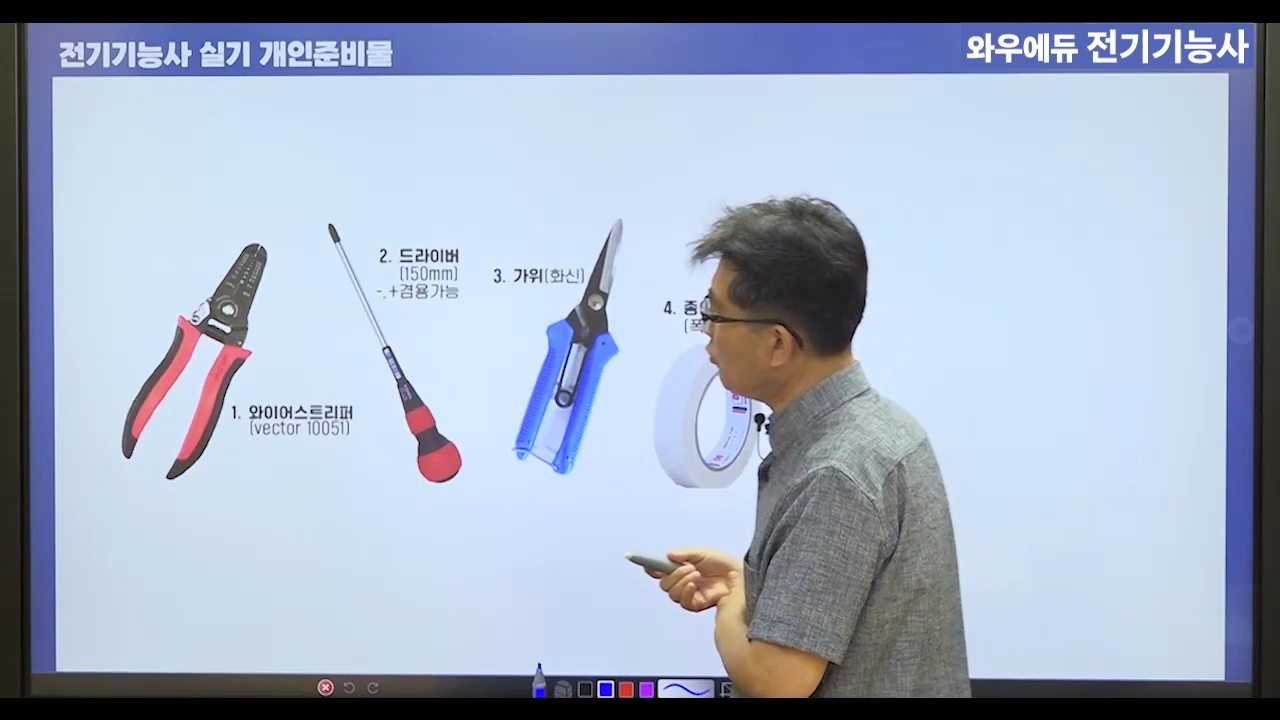 전기기능사 실기 개인준비물
와우에듀 전기기능사
1. 와이어스트리퍼
(vector 10051)
2. 드라이버
(150mm)
-,+겸용가능
3. 가위(화신)
4.